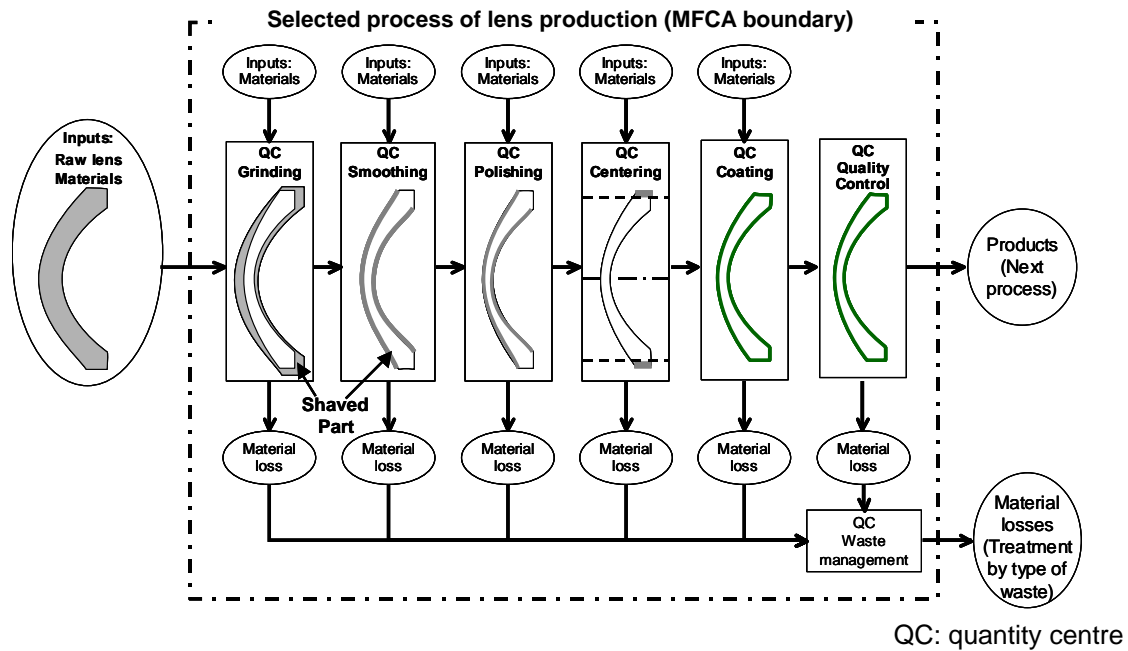 Selected process of lens production (MFCA boundary)
Inputs:
Materials
Inputs:
Materials
Inputs:
Materials
Inputs:
Materials
Inputs:
Materials
Inputs:
Raw lens
Materials
QC
Grinding
QC
Smoothing
QC
Polishing
QC
Centering
QC
Coating
QC
Quality
Control
Products
(Next
process)
Shaved
Part
Material
loss
Material
loss
Material
loss
Material
loss
Material
loss
Material
loss
QC
Waste
management
Material
losses
(Treatment
by type of
waste)
QC: quantity centre